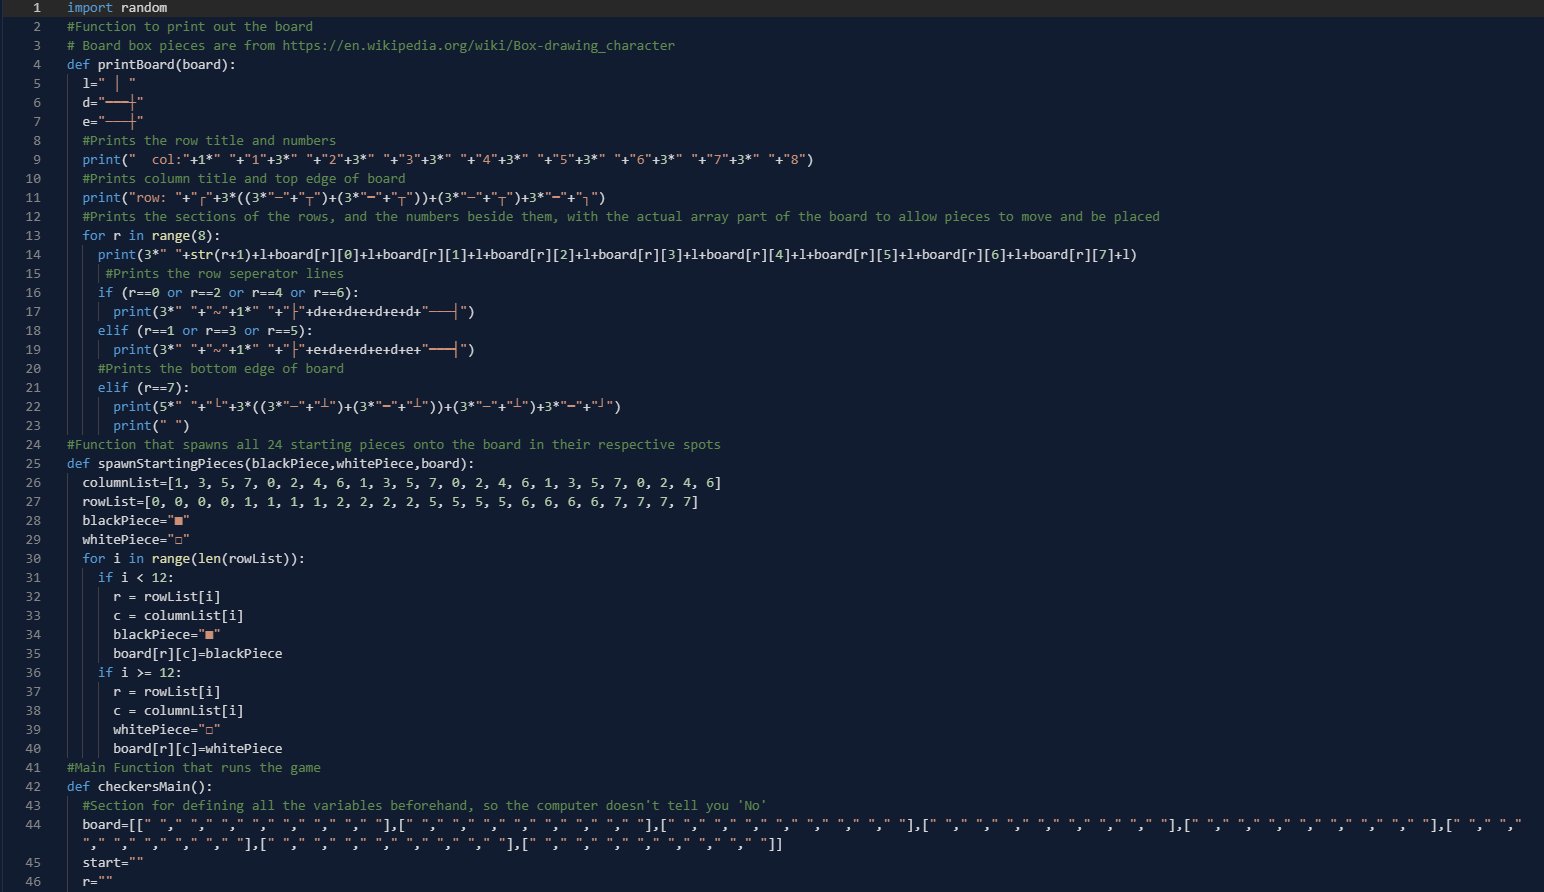 1 import random
2 #Function to print out the board
3 # Board box pieces are from https://en.wikipedia.org/wiki/Box-drawing_character
4 def printBoard(board):
5   l=" │ "
6   d="━━━┼"
7   e="───┼"
8   #Prints the row title and numbers
9   print("  col:"+1*" "+"1"+3*" "+"2"+3*" "+"3"+3*" "+"4"+3*" "+"5"+3*" "+"6"+3*" "+"7"+3*" "+"8")
10   #Prints column title and top edge of board
11   print("row: "+"┌"+3*((3*"─"+"┬")+(3*"━"+"┬"))+(3*"─"+"┬")+3*"━"+"┐")
12   #Prints the sections of the rows, and the numbers beside them, with the actual array part of the board to allow pieces to move and be placed
13   for r in range(8):
14     print(3*" "+str(r+1)+l+board[r][0]+l+board[r][1]+l+board[r][2]+l+board[r][3]+l+board[r][4]+l+board[r][5]+l+board[r][6]+l+board[r][7]+l)
15      #Prints the row seperator lines
16     if (r==0 or r==2 or r==4 or r==6):
17       print(3*" "+"~"+1*" "+"├"+d+e+d+e+d+e+d+"───┤")
18     elif (r==1 or r==3 or r==5):
19       print(3*" "+"~"+1*" "+"├"+e+d+e+d+e+d+e+"━━━┤")
20     #Prints the bottom edge of board
21     elif (r==7):
22       print(5*" "+"└"+3*((3*"─"+"┴")+(3*"━"+"┴"))+(3*"─"+"┴")+3*"━"+"┘")
23       print(" ")
24 #Function that spawns all 24 starting pieces onto the board in their respective spots
25 def spawnStartingPieces(blackPiece,whitePiece,board):
26   columnList=[1, 3, 5, 7, 0, 2, 4, 6, 1, 3, 5, 7, 0, 2, 4, 6, 1, 3, 5, 7, 0, 2, 4, 6]
27   rowList=[0, 0, 0, 0, 1, 1, 1, 1, 2, 2, 2, 2, 5, 5, 5, 5, 6, 6, 6, 6, 7, 7, 7, 7]
28   blackPiece="■"
29   whitePiece="□"
30   for i in range(len(rowList)):
31     if i < 12:
32       r = rowList[i]
33       c = columnList[i]
34       blackPiece="■"
35       board[r][c]=blackPiece
36     if i >= 12:
37       r = rowList[i]
38       c = columnList[i]
39       whitePiece="□"
40       board[r][c]=whitePiece
41 #Main Function that runs the game
42 def checkersMain():
43   #Section for defining all the variables beforehand, so the computer doesn't tell you 'No'
44   board=[[" "," "," "," "," "," "," "," "],[" "," "," "," "," "," "," "," "],[" "," "," "," "," "," "," "," "],[" "," "," "," "," "," "," "," "],[" "," "," "," "," "," "," "," "],[" "," ","
" "," "," "," "," "],[" "," "," "," "," "," "," "," "],[" "," "," "," "," "," "," "," "]]
45   start=""
46   r=""